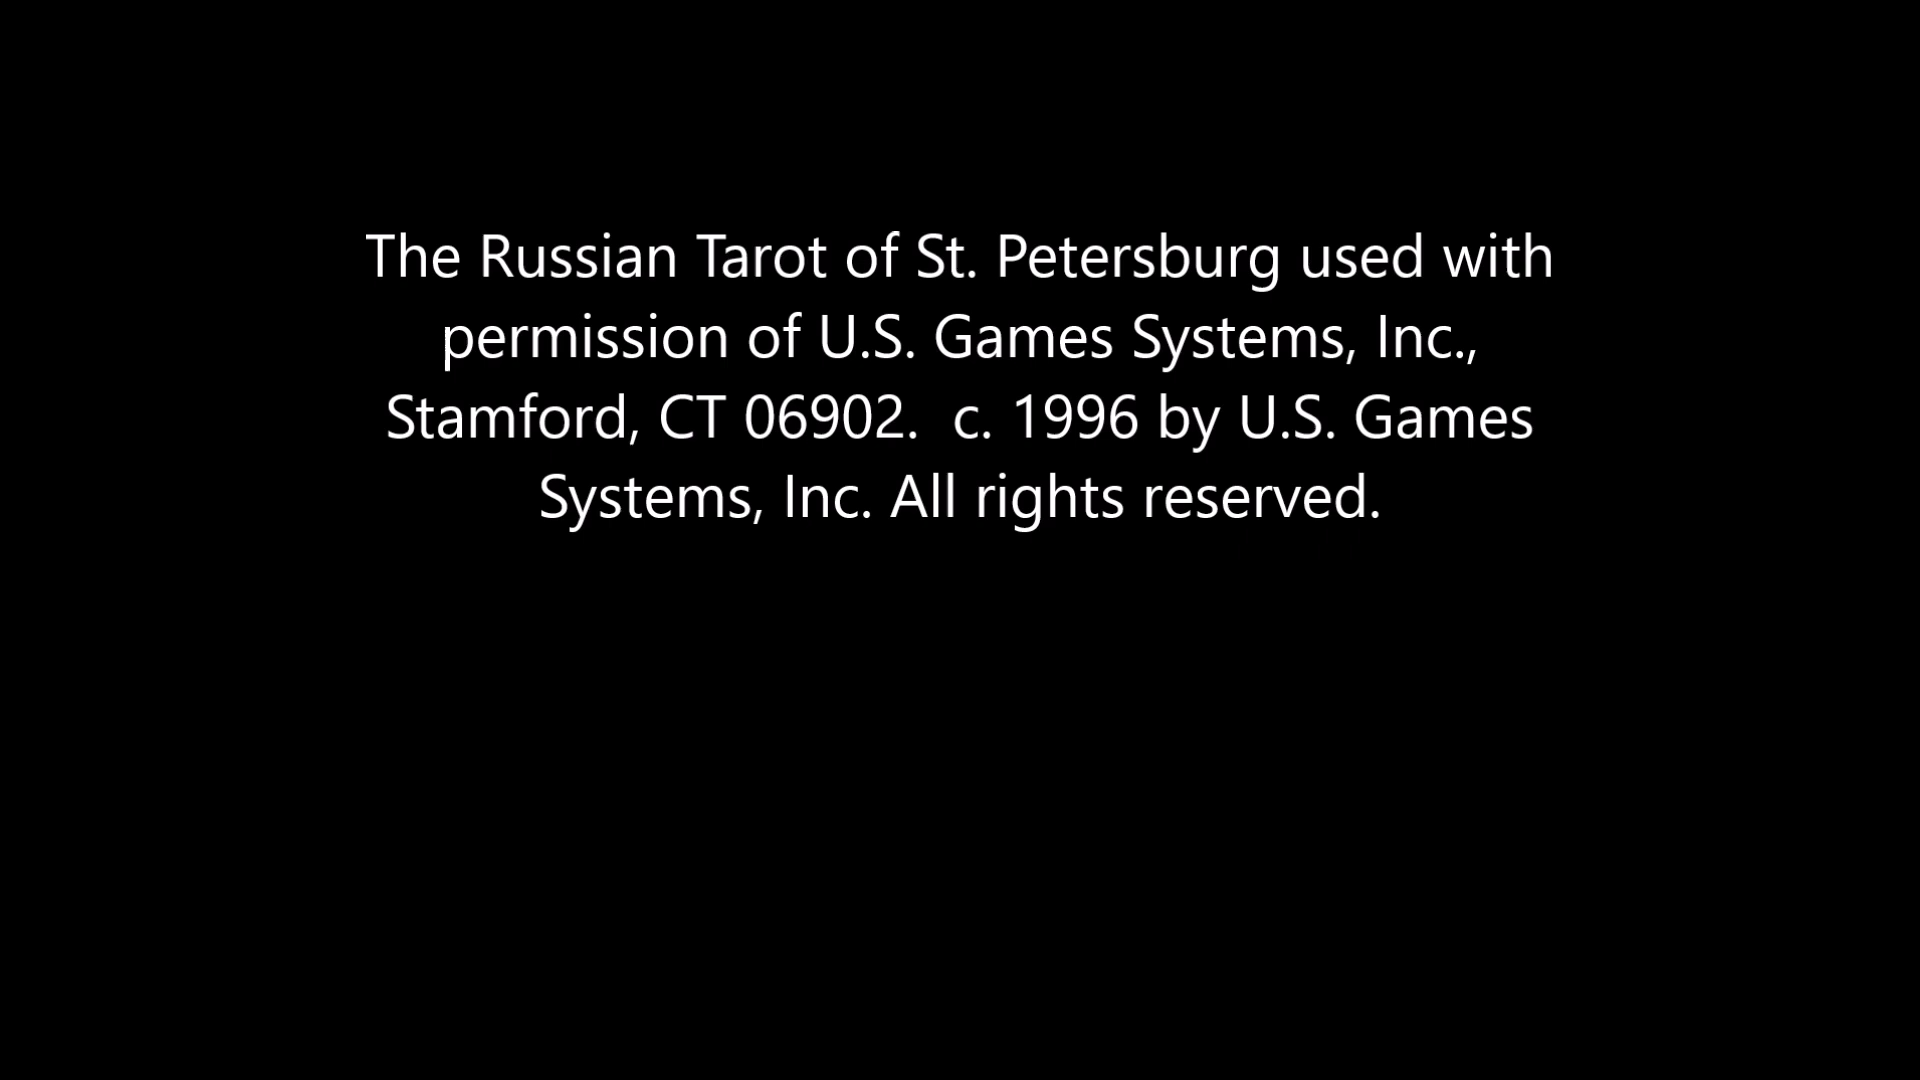 The Russian Tarot of St. Petersburg used with
permission of U.S. Games Systems, Inc.,
Stamford, CT 06902.  c. 1996 by U.S. Games
Systems, Inc. All rights reserved.